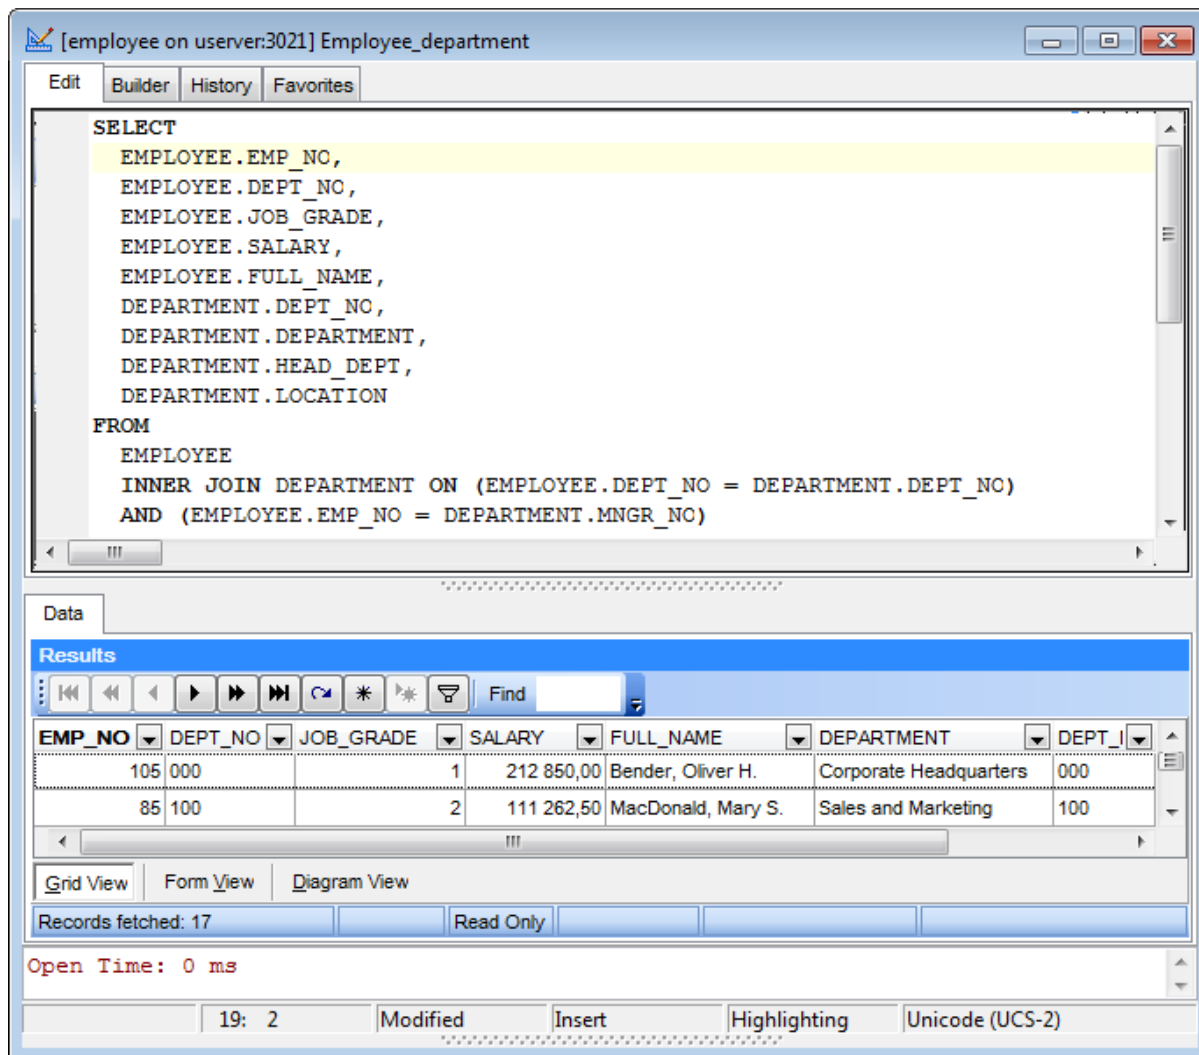 [employee on userver:3021] Employee_department
Edit Builder History Favorites
SELECT
EMPLOYEE.EMP_NO,
EMPLOYEE.DEPT_NO,
EMPLOYEE.JOB_GRADE,
EMPLOYEE.SALARY,
EMPLOYEE.FULL_NAME,
DEPARTMENT.DEPT_NO,
DEPARTMENT.DEPARTMENT,
DEPARTMENT.HEAD_DEPT,
DEPARTMENT.LOCATION
FROM
EMPLOYEE
INNER JOIN DEPARTMENT ON (EMPLOYEE.DEPT_NO = DEPARTMENT.DEPT_NO)
AND (EMPLOYEE.EMP_NO = DEPARTMENT.MNGR_NO)
Data
Results
Find
EMP_NO DEPT_NO JOB_GRADE SALARY FULL_NAME DEPARTMENT DEPT_
105 000 1 212 850,00 Bender, Oliver H. Corporate Headquarters 000
85 100 2 111 262,50 MacDonald, Mary S. Sales and Marketing 100
Grid View Form View Diagram View
Records fetched: 17 Read Only
Open Time: 0 ms
19: 2 Modified Insert Highlighting Unicode (UCS-2)